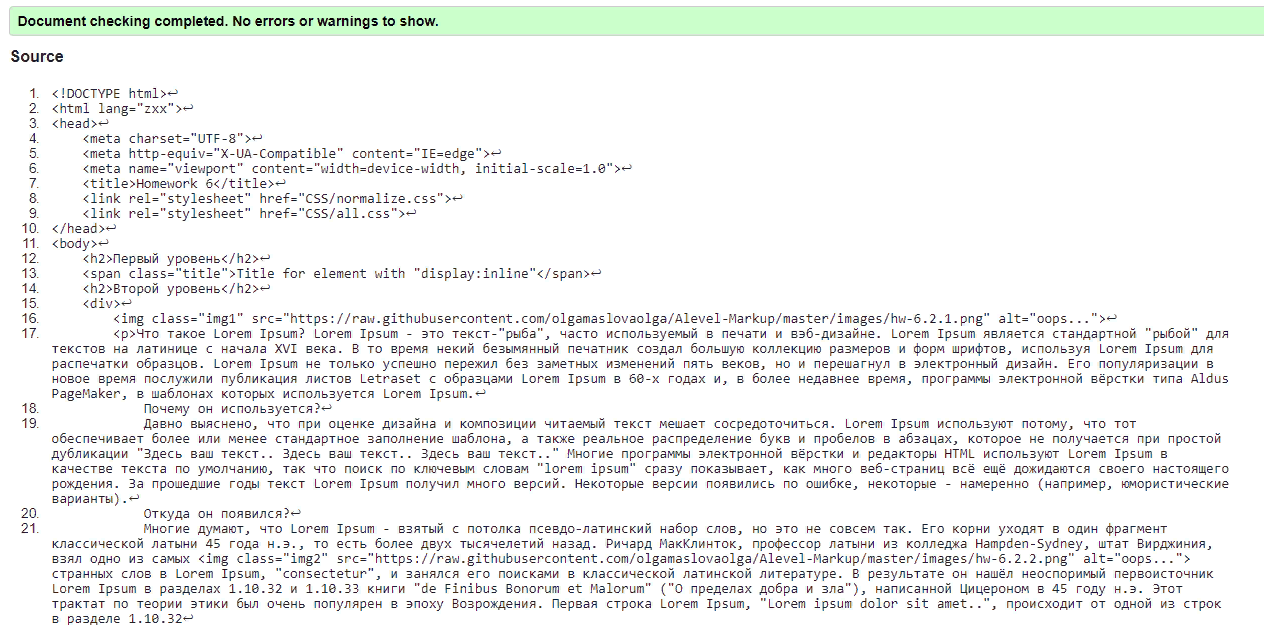 Document checking completed. No errors or warnings to show.
Source
1. <!DOCTYPE html>↩
2. <html lang="zxx">↩
3. <head>↩
4.     <meta charset="UTF-8">↩
5.     <meta http-equiv="X-UA-Compatible" content="IE=edge">↩
6.     <meta name="viewport" content="width=device-width, initial-scale=1.0">↩
7.     <title>Homework 6</title>↩
8.     <link rel="stylesheet" href="CSS/normalize.css">↩
9.     <link rel="stylesheet" href="CSS/all.css">↩
10. </head>↩
11. <body>↩
12.     <h2>Первый уровень</h2>↩
13.     <span class="title">Title for element with "display:inline"</span>↩
14.     <h2>Второй уровень</h2>↩
15.     <div>↩
16.         <img class="img1" src="https://raw.githubusercontent.com/olgamaslovaolga/Alevel-Markup/master/images/hw-6.2.1.png" alt="oops...">↩
17.         <p>Что такое Lorem Ipsum? Lorem Ipsum - это текст-"рыба", часто используемый в печати и вэб-дизайне. Lorem Ipsum является стандартной "рыбой" для
текстов на латинице с начала XVI века. В то время некий безымянный печатник создал большую коллекцию размеров и форм шрифтов, используя Lorem Ipsum для
распечатки образцов. Lorem Ipsum не только успешно пережил без заметных изменений пять веков, но и перешагнул в электронный дизайн. Его популяризации в
новое время послужили публикация листов Letraset с образцами Lorem Ipsum в 60-х годах и, в более недавнее время, программы электронной вёрстки типа Aldus
PageMaker, в шаблонах которых используется Lorem Ipsum.↩
18.             Почему он используется?↩
19.             Давно выяснено, что при оценке дизайна и композиции читаемый текст мешает сосредоточиться. Lorem Ipsum используют потому, что тот
обеспечивает более или менее стандартное заполнение шаблона, а также реальное распределение букв и пробелов в абзацах, которое не получается при простой
дубликации "Здесь ваш текст.. Здесь ваш текст.. Здесь ваш текст.." Многие программы электронной вёрстки и редакторы HTML используют Lorem Ipsum в
качестве текста по умолчанию, так что поиск по ключевым словам "lorem ipsum" сразу показывает, как много веб-страниц всё ещё дожидаются своего настоящего
рождения. За прошедшие годы текст Lorem Ipsum получил много версий. Некоторые версии появились по ошибке, некоторые - намеренно (например, юмористические
варианты).↩
20.             Откуда он появился?↩
21.             Многие думают, что Lorem Ipsum - взятый с потолка псевдо-латинский набор слов, но это не совсем так. Его корни уходят в один фрагмент
классической латыни 45 года н.э., то есть более двух тысячелетий назад. Ричард МакКлинток, профессор латыни из колледжа Hampden-Sydney, штат Вирджиния,
взял одно из самых <img class="img2" src="https://raw.githubusercontent.com/olgamaslovaolga/Alevel-Markup/master/images/hw-6.2.2.png" alt="oops...">
странных слов в Lorem Ipsum, "consectetur", и занялся его поисками в классической латинской литературе. В результате он нашёл неоспоримый первоисточник
Lorem Ipsum в разделах 1.10.32 и 1.10.33 книги "de Finibus Bonorum et Malorum" ("О пределах добра и зла"), написанной Цицероном в 45 году н.э. Этот
трактат по теории этики был очень популярен в эпоху Возрождения. Первая строка Lorem Ipsum, "Lorem ipsum dolor sit amet..", происходит от одной из строк
в разделе 1.10.32↩